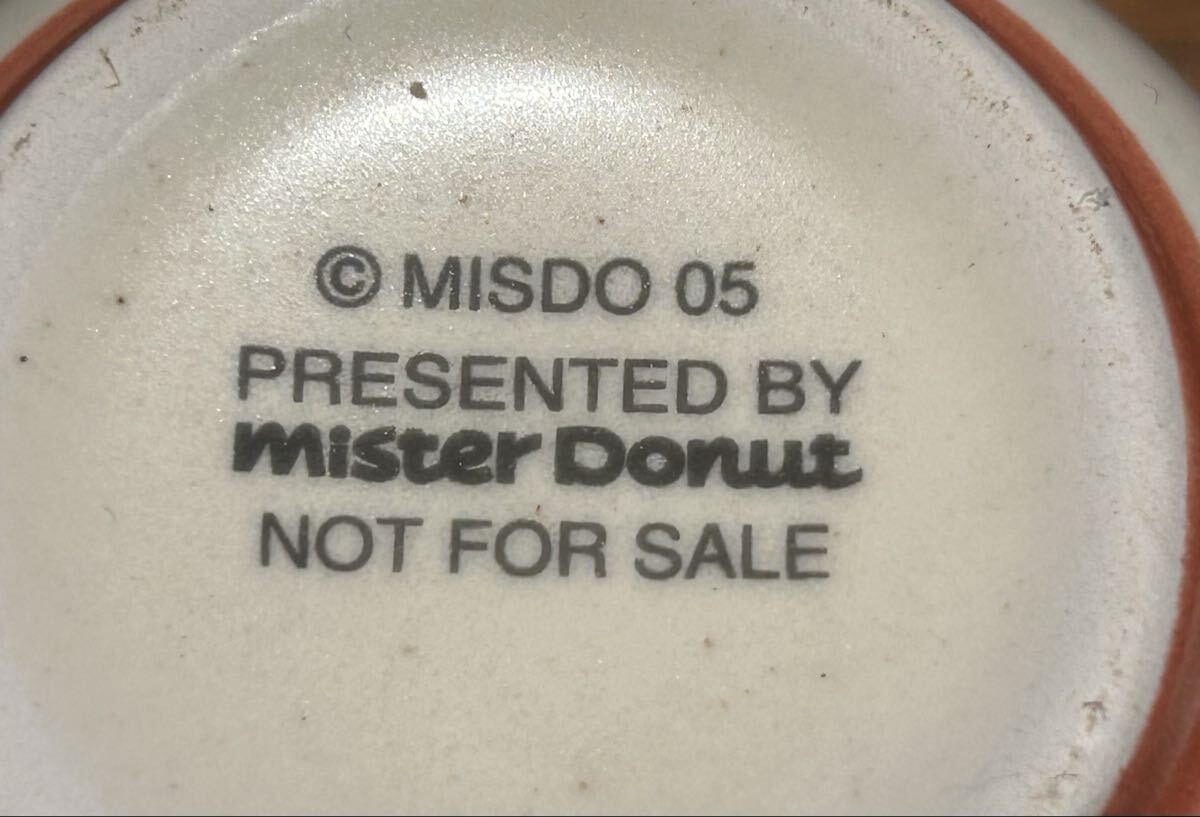 © MISDO 05
PRESENTED BY
mister Donut
NOT FOR SALE